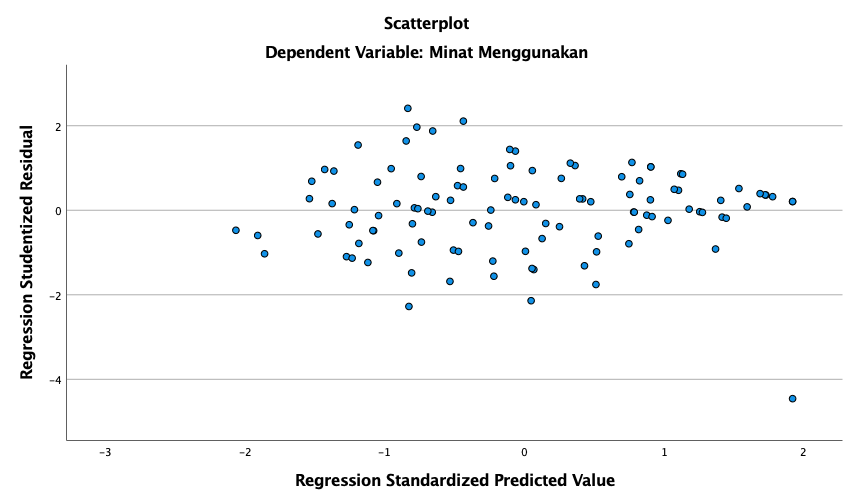 Scatterplot
Dependent Variable: Minat Menggunakan
Regression Studentized Residual
2
0
-2
-4
-3 -2 -1 0 1 2
Regression Standardized Predicted Value